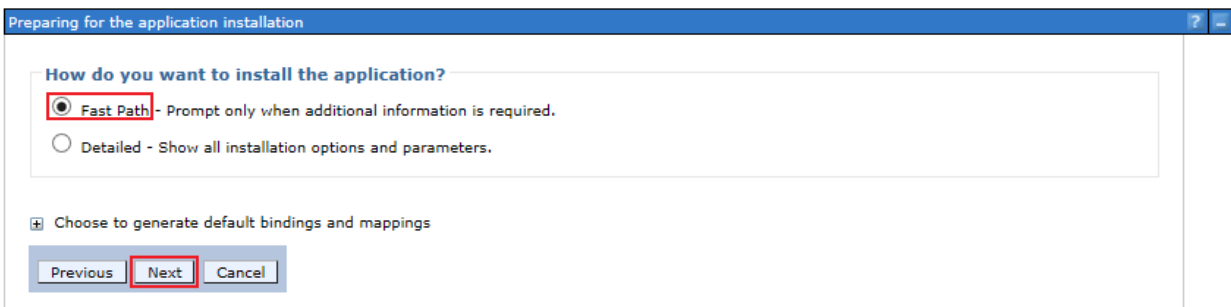 Preparing for the application installation ? –
How do you want to install the application?
Fast Path - Prompt only when additional information is required.
Detailed - Show all installation options and parameters.
+ Choose to generate default bindings and mappings
Previous Next Cancel